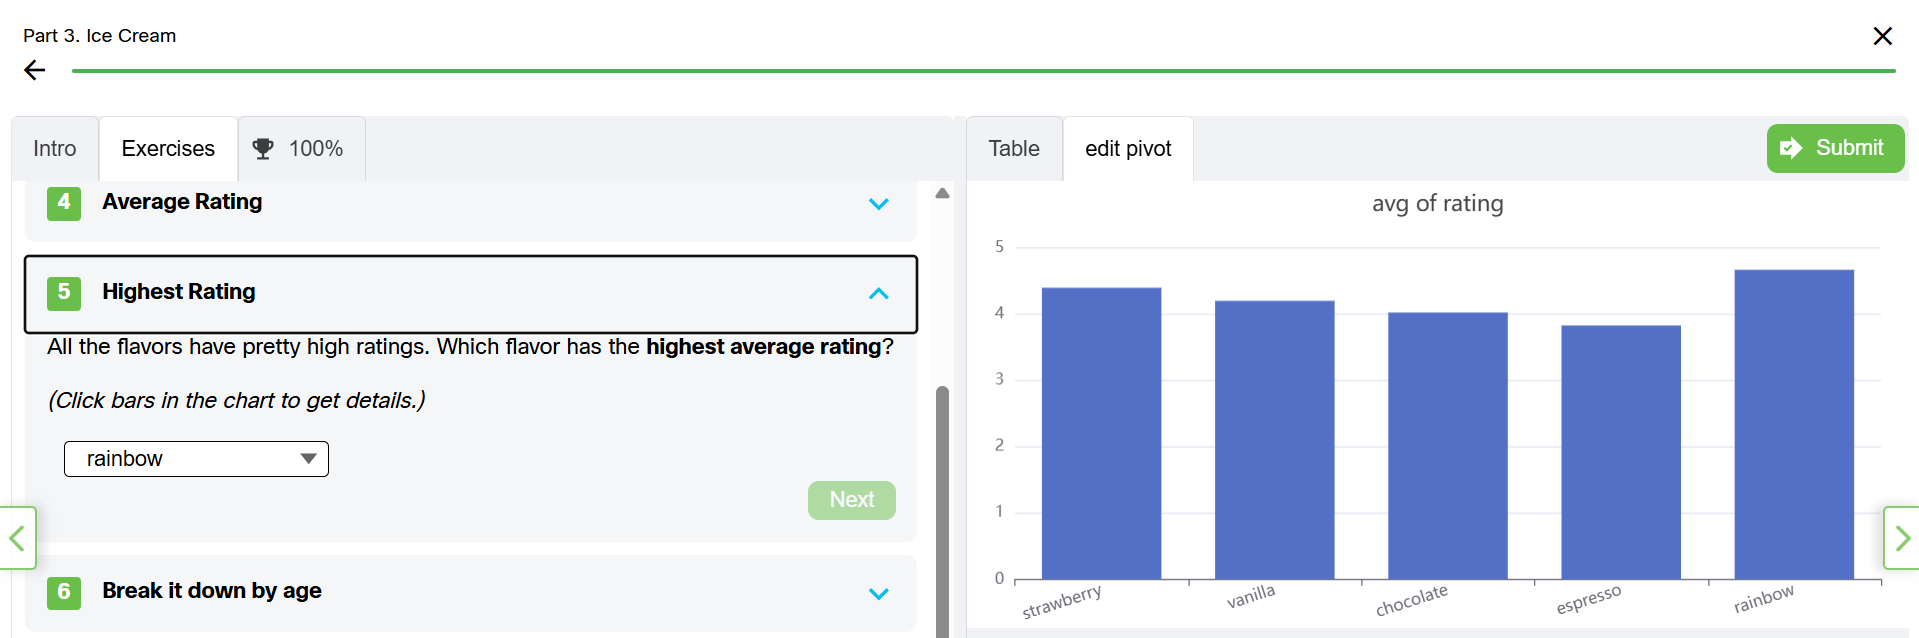 Part 3. Ice Cream
Intro
Exercises
100%
4
Average Rating
5
Highest Rating
All the flavors have pretty high ratings. Which flavor has the highest average rating?
(Click bars in the chart to get details.)
rainbow
Next
6
Break it down by age
Table
edit pivot
Submit
avg of rating
5
4
3
2
1
0
strawberry
vanilla
chocolate
espresso
rainbow